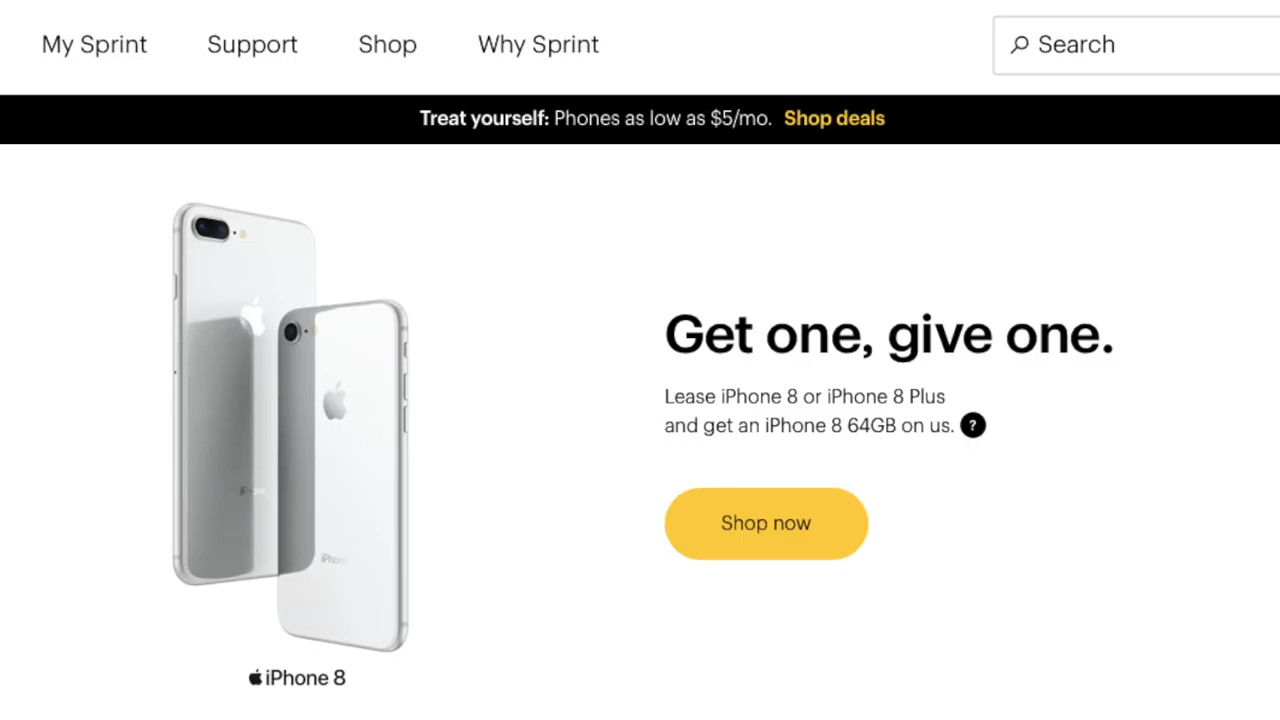 My Sprint Support Shop Why Sprint Search
Treat yourself: Phones as low as $5/mo. Shop deals
Get one, give one.
Lease iPhone 8 or iPhone 8 Plus
and get an iPhone 8 64GB on us. ?
Shop now
iPhone
iPhone
iPhone 8